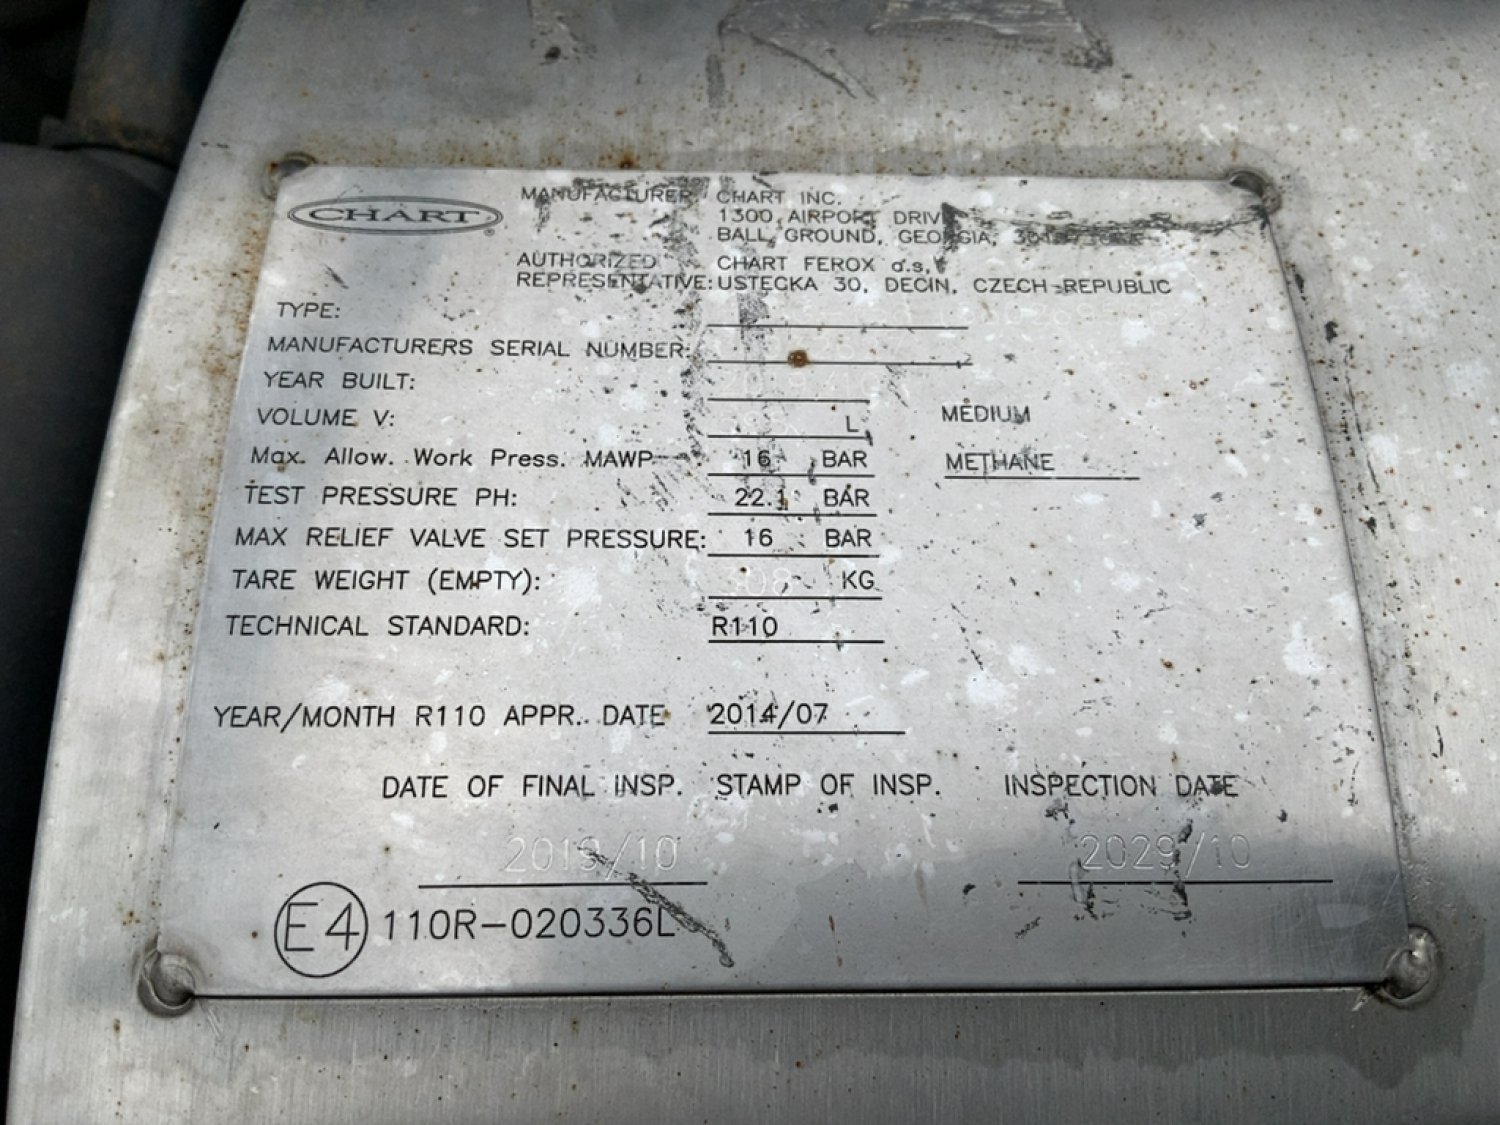 CHART®
MANUFACTURER: CHART INC.
1300 AIRPORT DRIV
BALL GROUND, GEORGIA,
AUTHORIZED CHART FEROX a.s,
REPRESENTATIVE: USTECKA 30, DECIN, CZECH REPUBLIC
TYPE:
MANUFACTURERS SERIAL NUMBER:
YEAR BUILT:
VOLUME V: L MEDIUM
Max. Allow. Work Press. MAWP 16 BAR METHANE
TEST PRESSURE PH: 22.1 BAR
MAX RELIEF VALVE SET PRESSURE: 16 BAR
TARE WEIGHT (EMPTY): KG
TECHNICAL STANDARD: R110
YEAR/MONTH R110 APPR. DATE 2014/07
DATE OF FINAL INSP. STAMP OF INSP. INSPECTION DATE
2019/10 2029/10
E4 110R-020336L